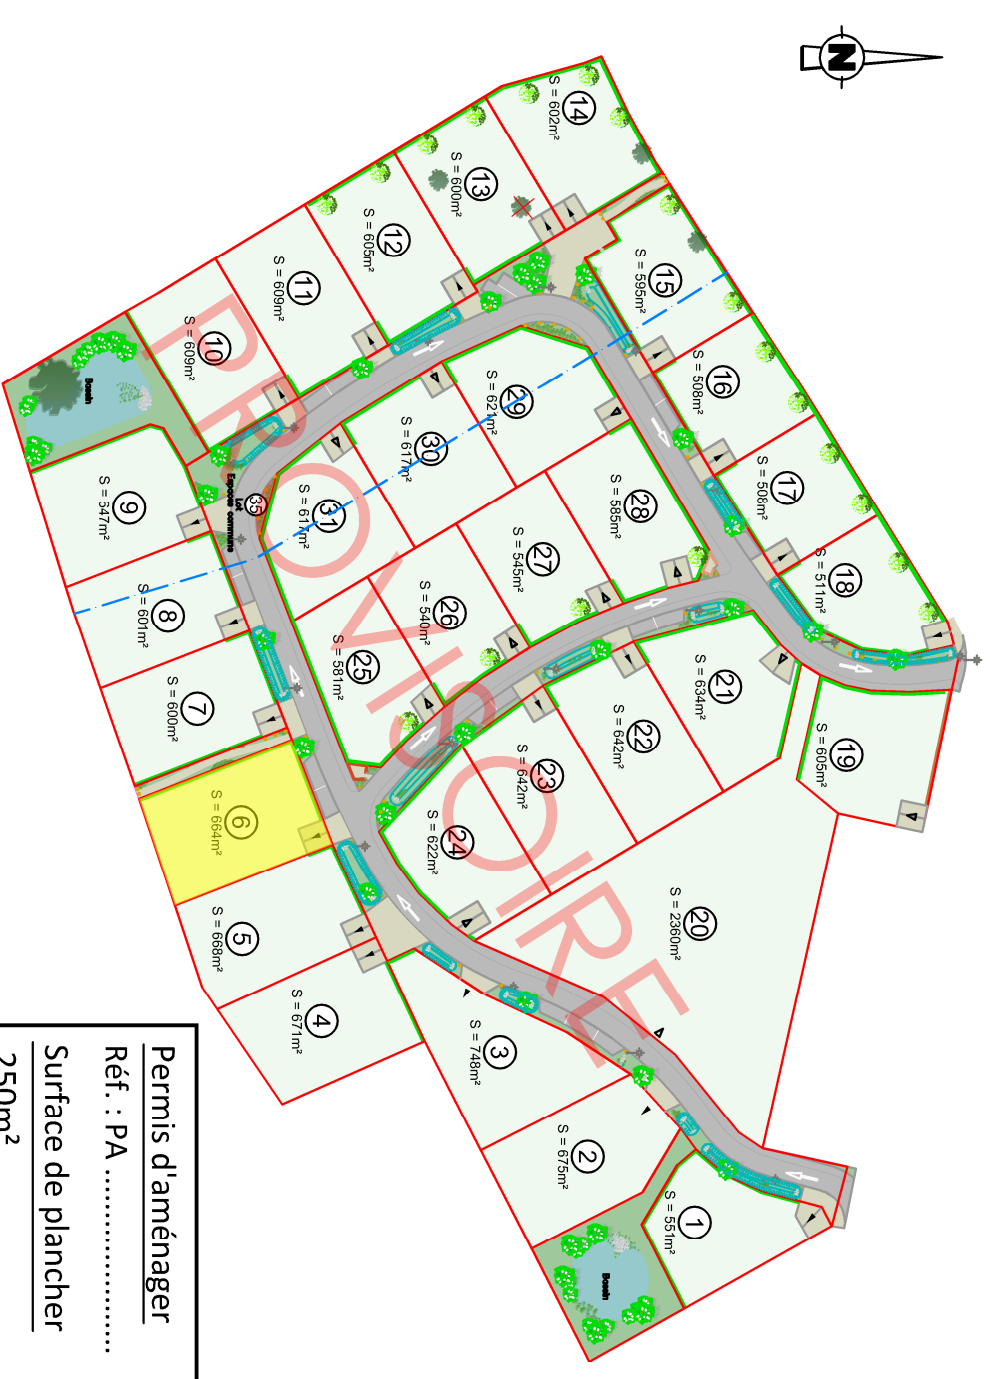 N
14
S = 602m²
13
S = 600m²
12
S = 605m²
11
S = 609m²
10
S = 609m²
15
S = 595m²
16
S = 508m²
17
S = 508m²
18
S = 511m²
19
S = 605m²
29
S = 621m²
30
S = 617m²
31
S = 617m²
28
S = 585m²
27
S = 545m²
26
S = 540m²
25
S = 581m²
21
S = 634m²
22
S = 642m²
23
S = 642m²
24
S = 622m²
20
S = 2360m²
Bassin
9
S = 547m²
8
S = 601m²
7
S = 600m²
6
S = 664m²
5
S = 668m²
4
S = 671m²
3
S = 748m²
2
S = 675m²
1
S = 551m²
Bassin
35
Lot
Espace commune
PROVISOIRE
Permis d'aménager
Réf. : PA ........................
Surface de plancher
250m²